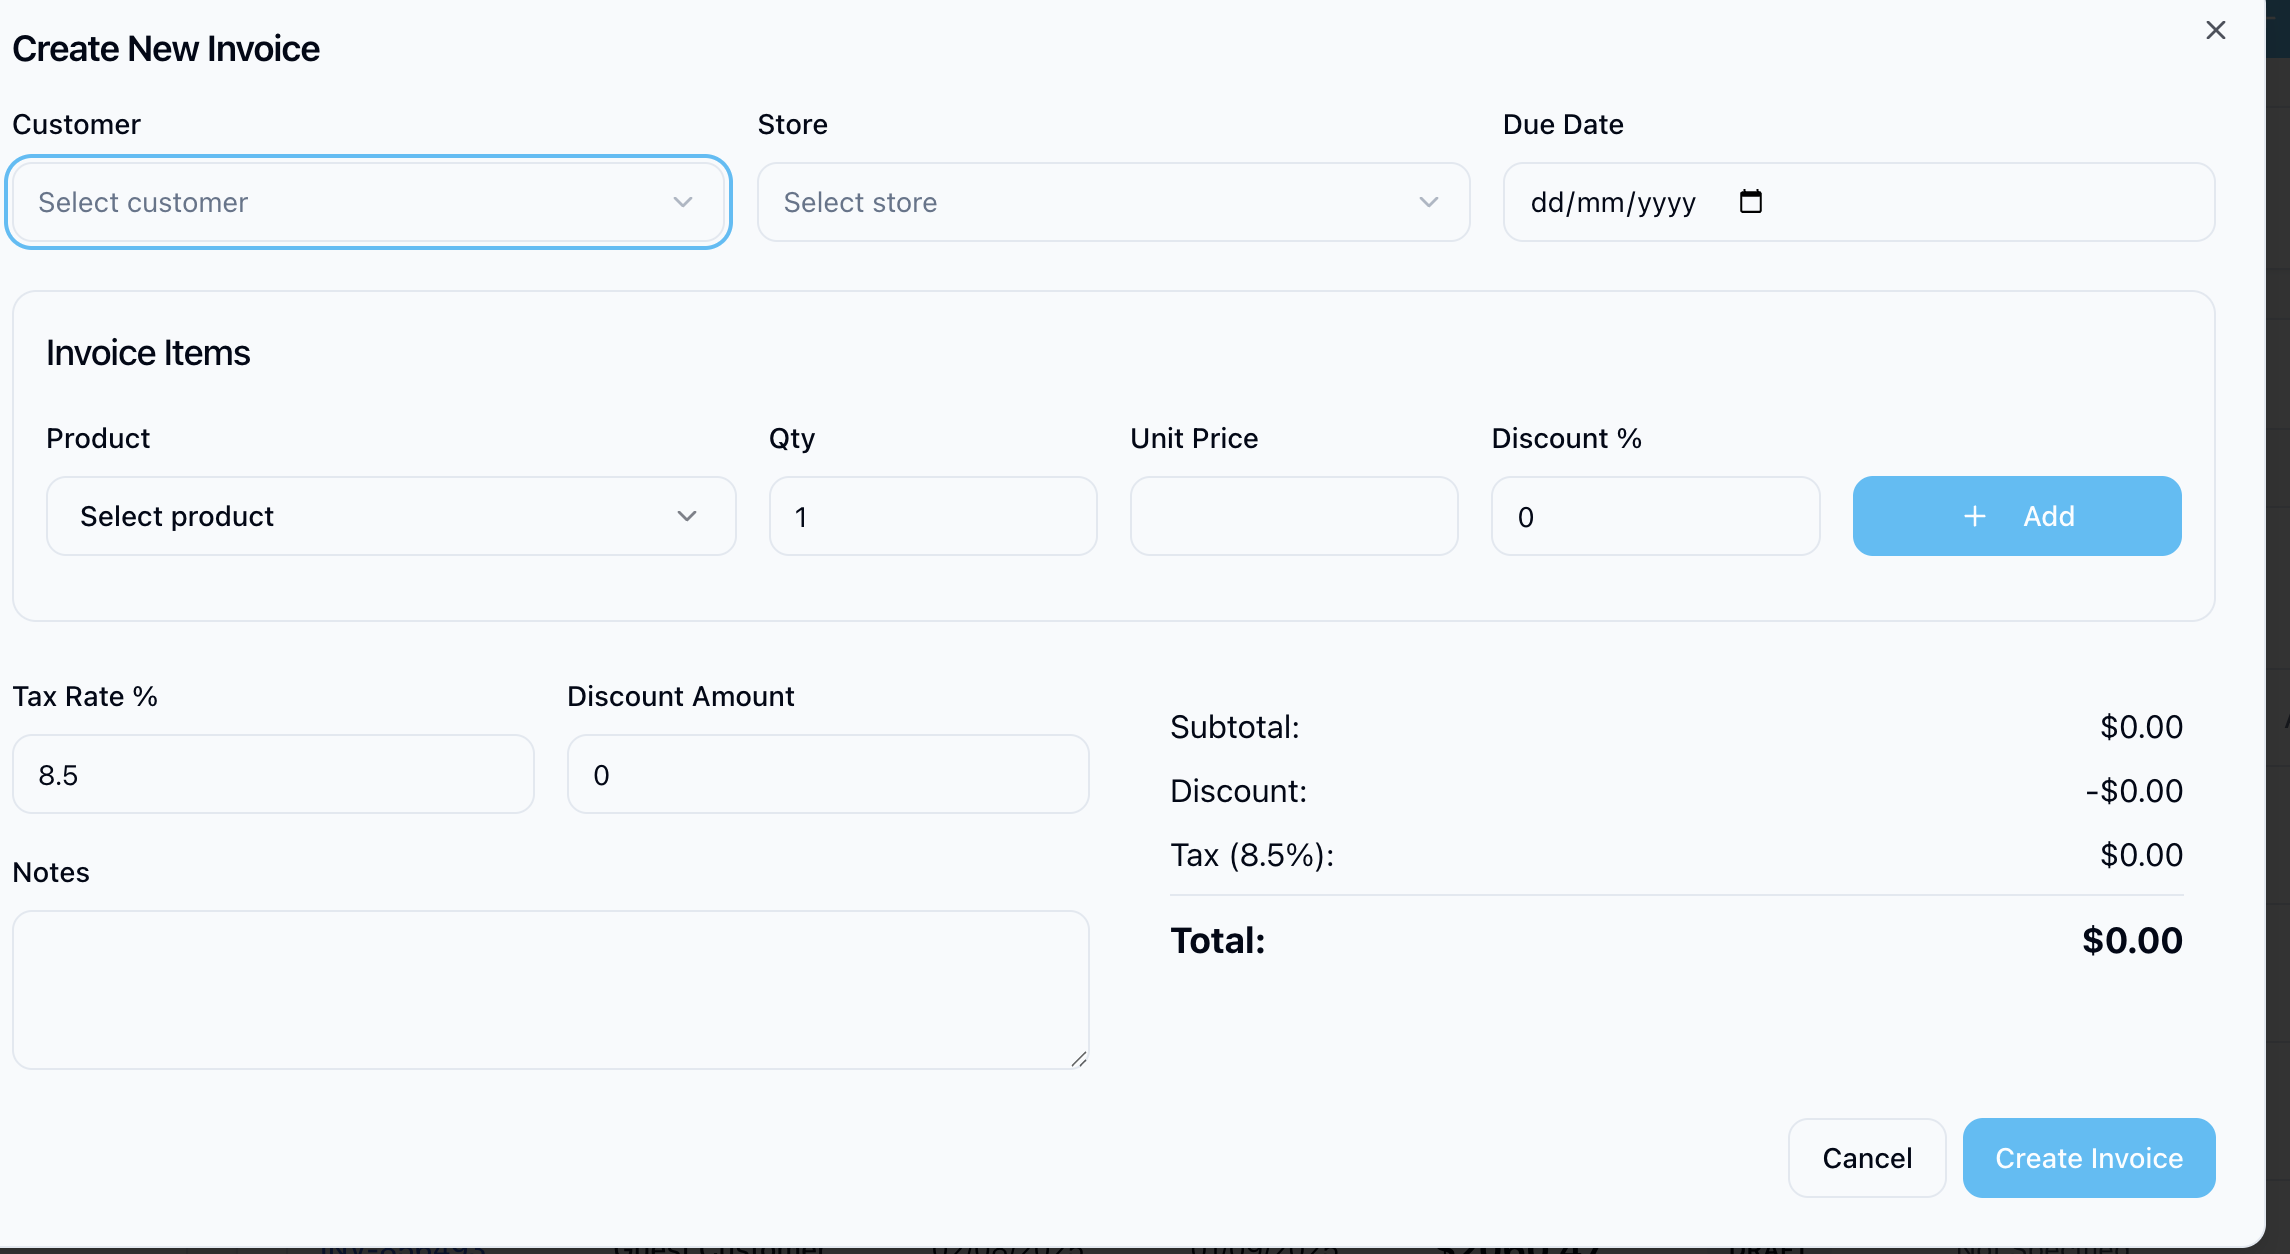 Create New Invoice
Customer
Store
Due Date
Select customer
Select store
dd/mm/yyyy
Invoice Items
Product
Qty
Unit Price
Discount %
Select product
1
0
+ Add
Tax Rate %
Discount Amount
8.5
0
Subtotal: $0.00
Discount: -$0.00
Tax (8.5%): $0.00
Total: $0.00
Notes
Cancel
Create Invoice